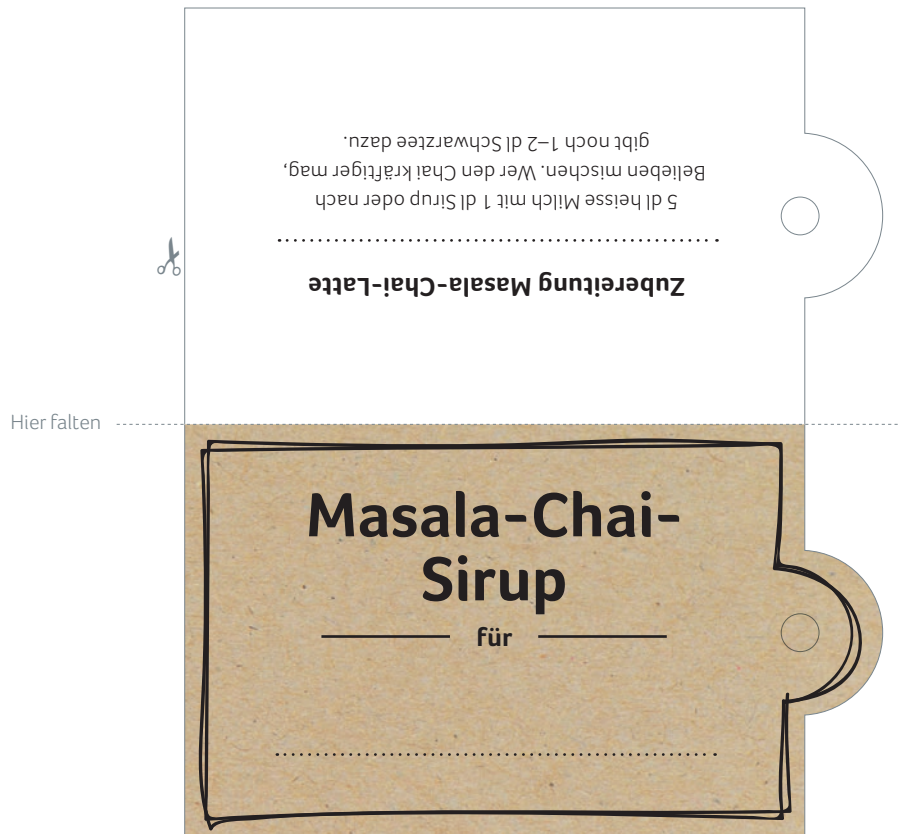 Zubereitung Masala-Chai-Latte
5 dl heisse Milch mit 1 dl Sirup oder nach
Belieben mischen. Wer den Chai kräftiger mag,
gibt noch 1–2 dl Schwarztee dazu.
Hier falten
Masala-Chai-
Sirup
für